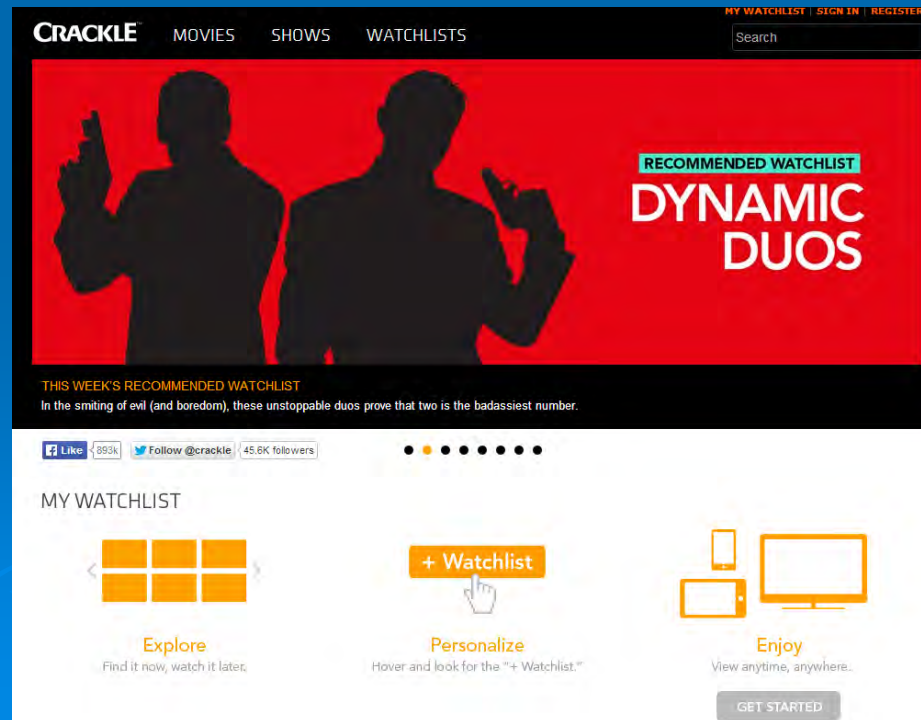 MY WATCHLIST | SIGN IN | REGISTER
CRACKLE MOVIES SHOWS WATCHLISTS Search
RECOMMENDED WATCHLIST
DYNAMIC
DUOS
THIS WEEK'S RECOMMENDED WATCHLIST
In the smiting of evil (and boredom), these unstoppable duos prove that two is the badassiest number.
Like 893k Follow @crackle 45.6K followers
MY WATCHLIST
+ Watchlist
Explore Personalize Enjoy
Find it now, watch it later. Hover and look for the "+ Watchlist." View anytime, anywhere.
GET STARTED